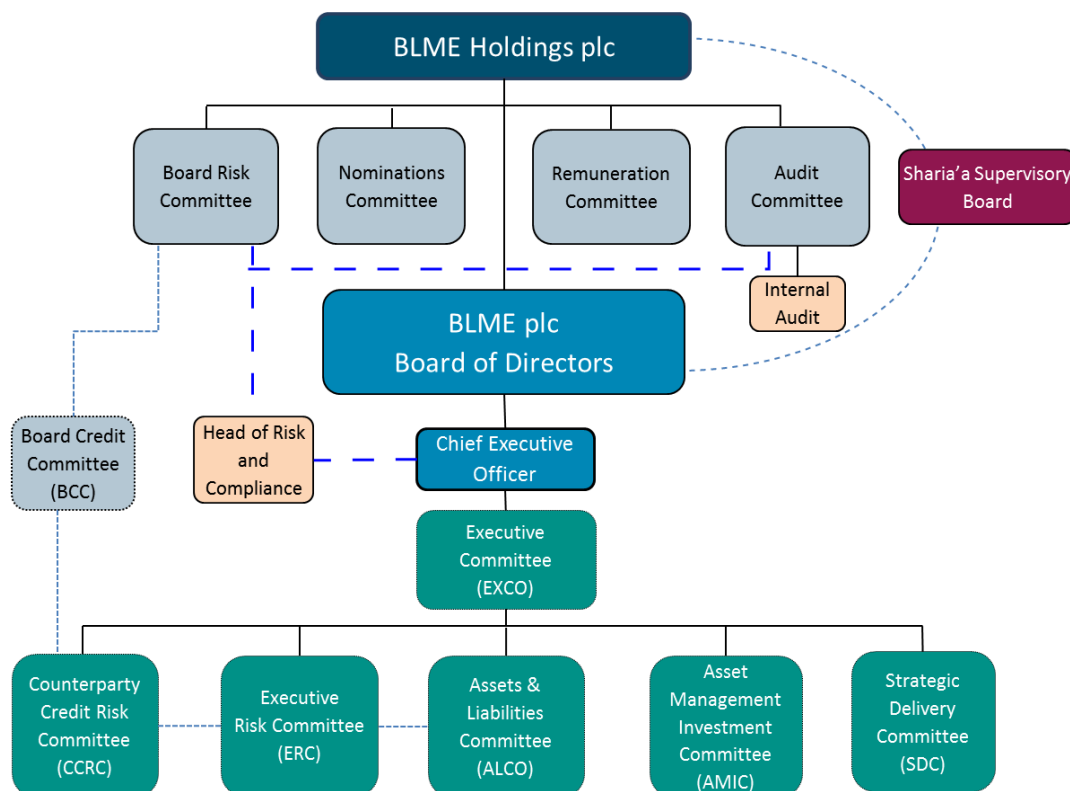 BLME Holdings plc
Board Risk
Committee
Nominations
Committee
Remuneration
Committee
Audit
Committee
Sharia’a Supervisory
Board
Internal
Audit
BLME plc
Board of Directors
Board Credit
Committee
(BCC)
Head of Risk
and
Compliance
Chief Executive
Officer
Executive
Committee
(EXCO)
Counterparty
Credit Risk
Committee
(CCRC)
Executive
Risk Committee
(ERC)
Assets &
Liabilities
Committee
(ALCO)
Asset
Management
Investment
Committee
(AMIC)
Strategic
Delivery
Committee
(SDC)